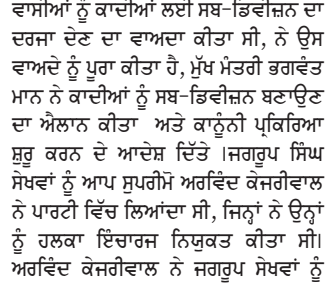 ਵਾਸੀਆਂ ਨੂੰ ਕਾਦੀਆਂ ਲਈ ਸਬ-ਡਿਵੀਜ਼ਨ ਦਾ
ਦਰਜਾ ਦੇਣ ਦਾ ਵਾਅਦਾ ਕੀਤਾ ਸੀ, ਨੇ ਉਸ
ਵਾਅਦੇ ਨੂੰ ਪੂਰਾ ਕੀਤਾ ਹੈ, ਮੁੱਖ ਮੰਤਰੀ ਭਗਵੰਤ
ਮਾਨ ਨੇ ਕਾਦੀਆਂ ਨੂੰ ਸਬ-ਡਿਵੀਜ਼ਨ ਬਣਾਉਣ
ਦਾ ਐਲਾਨ ਕੀਤਾ ਅਤੇ ਕਾਨੂੰਨੀ ਪ੍ਰਕਿਰਿਆ
ਸ਼ੁਰੂ ਕਰਨ ਦੇ ਆਦੇਸ਼ ਦਿੱਤੇ ।ਜਗਰੂਪ ਸਿੰਘ
ਸੇਖਵਾਂ ਨੂੰ ਆਪ ਸੁਪਰੀਮੋ ਅਰਵਿੰਦ ਕੇਜਰੀਵਾਲ
ਨੇ ਪਾਰਟੀ ਵਿੱਚ ਲਿਆਂਦਾ ਸੀ, ਜਿਨ੍ਹਾਂ ਨੇ ਉਨ੍ਹਾਂ
ਨੂੰ ਹਲਕਾ ਇੰਚਾਰਜ ਨਿਯੁਕਤ ਕੀਤਾ ਸੀ।
ਅਰਵਿੰਦ ਕੇਜਰੀਵਾਲ ਨੇ ਜਗਰੂਪ ਸੇਖਵਾਂ ਨੂੰ